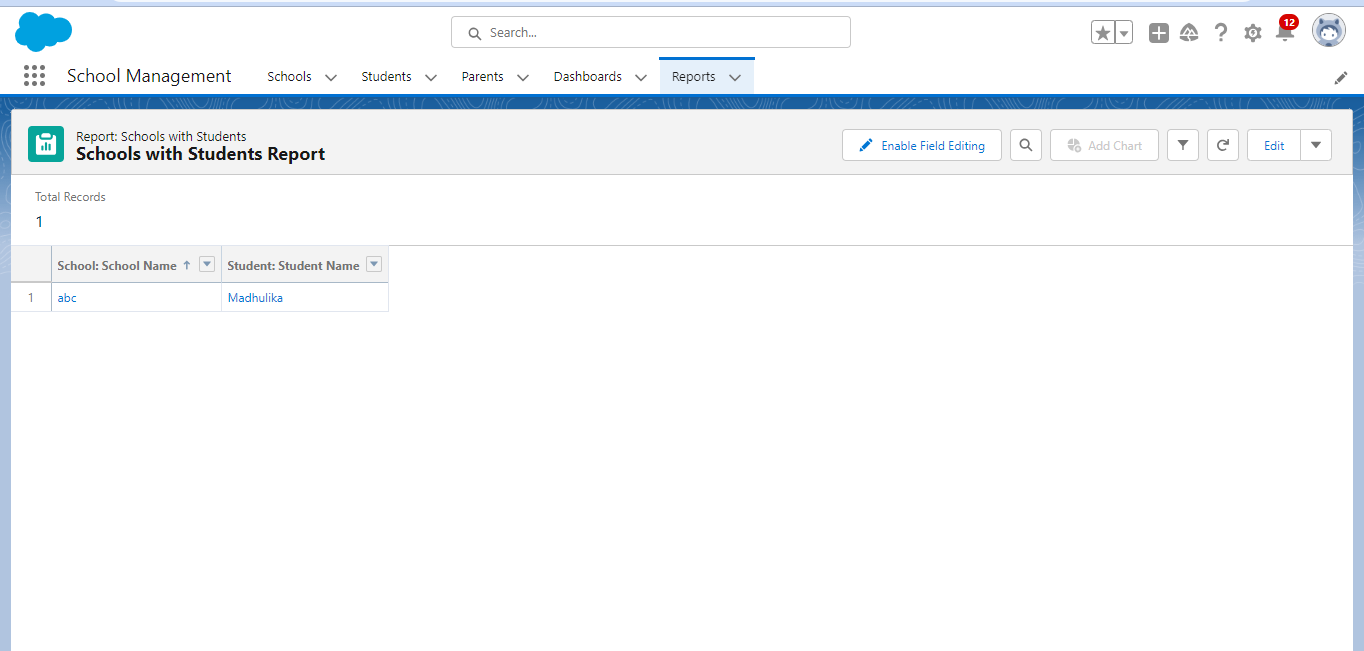 Search...
12
School Management
Schools
Students
Parents
Dashboards
Reports
Report: Schools with Students
Schools with Students Report
Enable Field Editing
Add Chart
Edit
Total Records
1
School: School Name ↑
Student: Student Name
1
abc
Madhulika